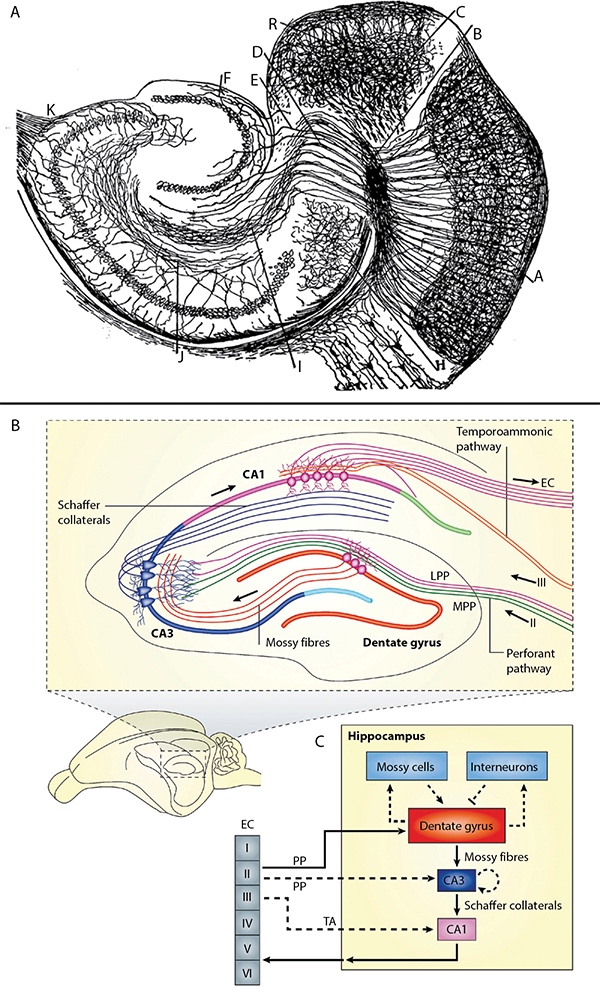 A
R
C
B
D
E
F
K
A
J
I
H
B
Temporoammonic
pathway
CA1
EC
Schaffer
collaterals
III
LPP
MPP
II
CA3
Mossy fibres
Dentate gyrus
Perforant
pathway
C
Hippocampus
Mossy cells
Interneurons
EC
Dentate gyrus
I
PP
Mossy fibres
II
PP
CA3
III
Schaffer collaterals
IV
TA
CA1
V
VI